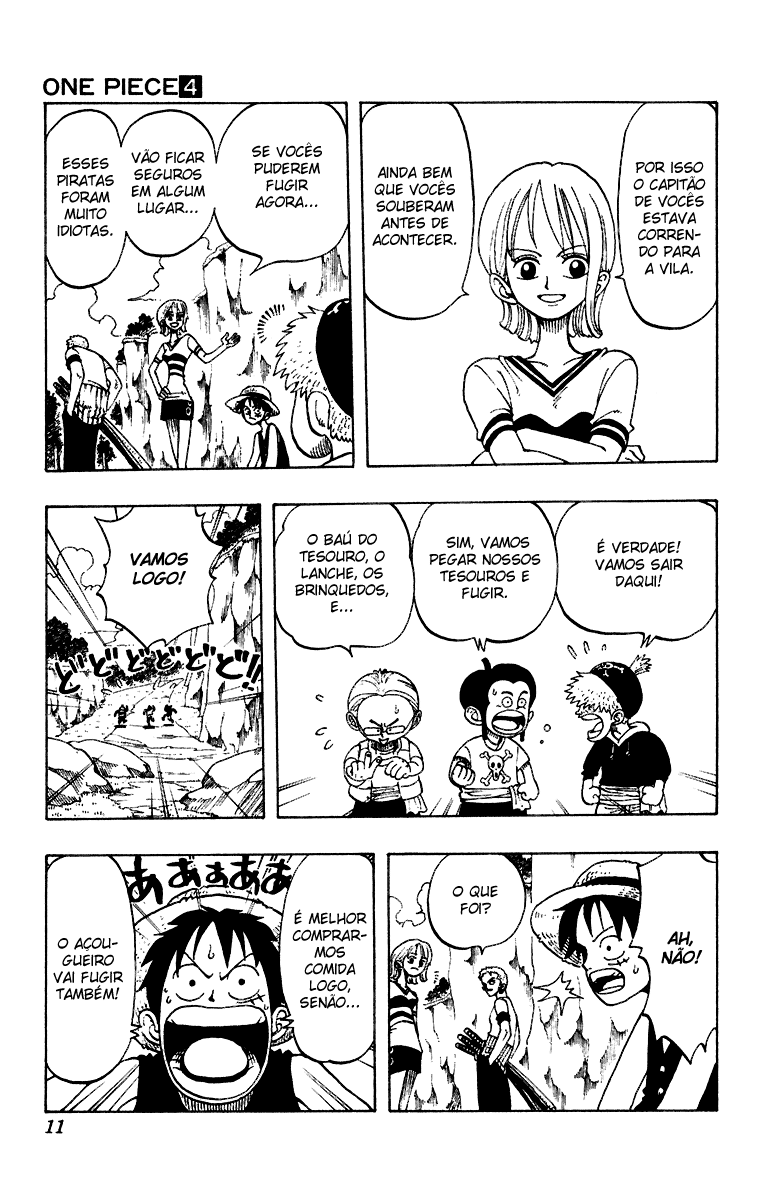 ONE PIECE 4
POR ISSO
O CAPITÃO
DE VOCÊS
ESTAVA
CORREN-
DO PARA
A VILA.
AINDA BEM
QUE VOCÊS
SOUBERAM
ANTES DE
ACONTECER.
SE VOCÊS
PUDEREM
FUGIR
AGORA...
VÃO FICAR
SEGUROS
EM ALGUM
LUGAR...
ESSES
PIRATAS
FORAM
MUITO
IDIOTAS.
É VERDADE!
VAMOS SAIR
DAQUI!
SIM, VAMOS
PEGAR NOSSOS
TESOUROS E
FUGIR.
O BAÚ DO
TESOURO, O
LANCHE, OS
BRINQUEDOS,
E...
VAMOS
LOGO!
どどどどどど!!
AH,
NÃO!
O QUE
FOI?
É MELHOR
COMPRAR-
MOS
COMIDA
LOGO,
SENÃO...
O AÇOU-
GUEIRO
VAI FUGIR
TAMBÉM!
あぁぁぁあ
11